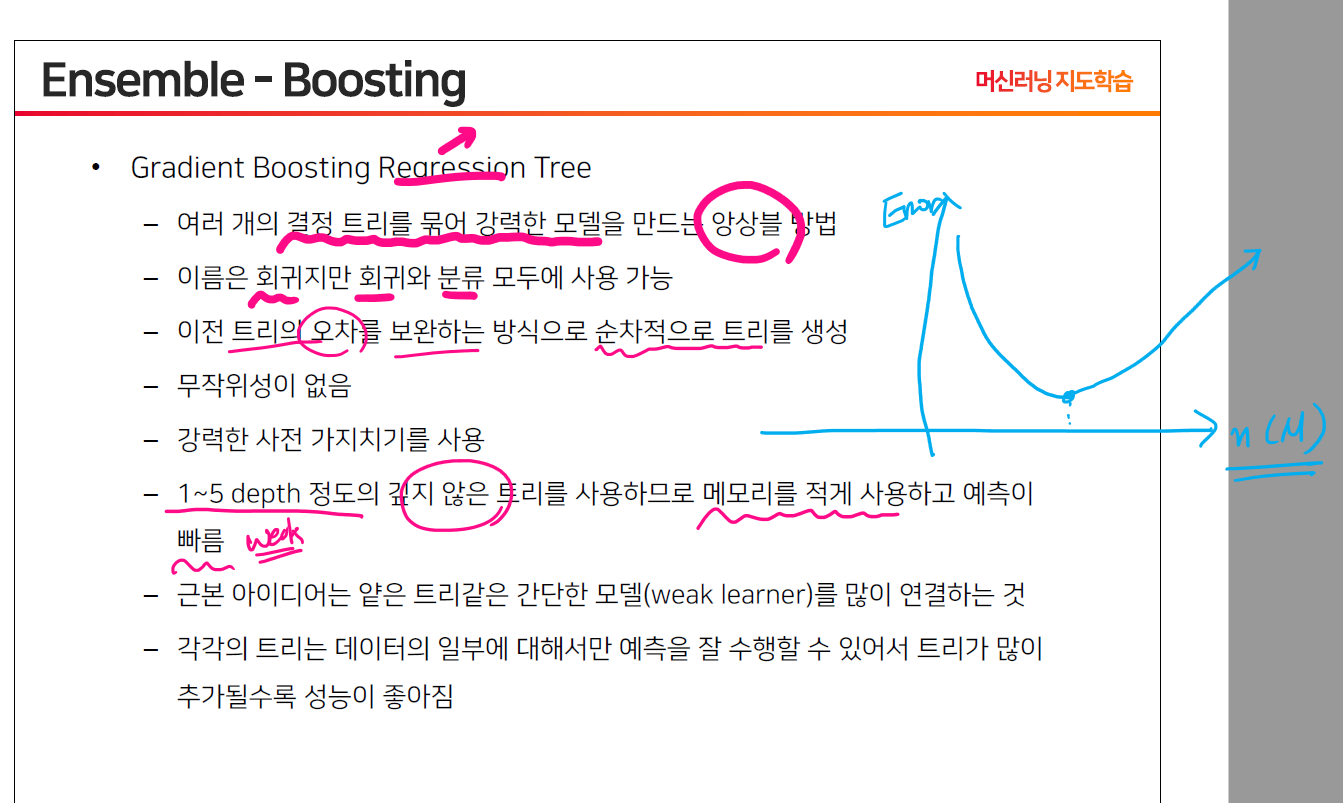 Ensemble - Boosting
머신러닝 지도학습
• Gradient Boosting Regression Tree
– 여러 개의 결정 트리를 묶어 강력한 모델을 만드는 앙상블 방법
– 이름은 회귀지만 회귀와 분류 모두에 사용 가능
– 이전 트리의 오차를 보완하는 방식으로 순차적으로 트리를 생성
– 무작위성이 없음
– 강력한 사전 가지치기를 사용
– 1~5 depth 정도의 깊지 않은 트리를 사용하므로 메모리를 적게 사용하고 예측이
빠름 weak
– 근본 아이디어는 얕은 트리같은 간단한 모델(weak learner)를 많이 연결하는 것
– 각각의 트리는 데이터의 일부에 대해서만 예측을 잘 수행할 수 있어서 트리가 많이
추가될수록 성능이 좋아짐
Error
n (M)